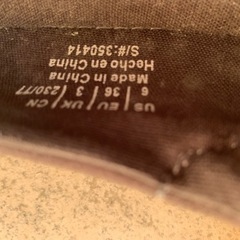 US / EU / UK / CN
6 | 36 | 3 | (230/77)
Made in China
Hecho en China
S/#:350414